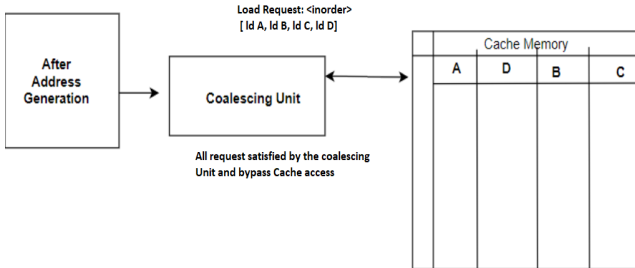 Load Request: <inorder>
[ ld A, ld B, ld C, ld D]
After
Address
Generation
Coalescing Unit
Cache Memory
A D B C
All request satisfied by the coalescing
Unit and bypass Cache access